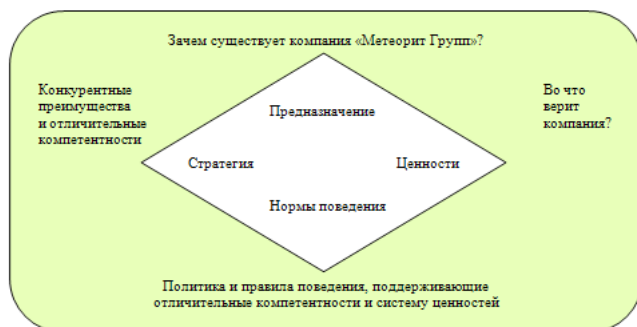 Зачем существует компания «Метеорит Групп»?
Конкурентные
преимущества
и отличительные
компетентности
Во что
верит
компания?
Предназначение
Стратегия
Ценности
Нормы поведения
Политика и правила поведения, поддерживающие
отличительные компетентности и систему ценностей